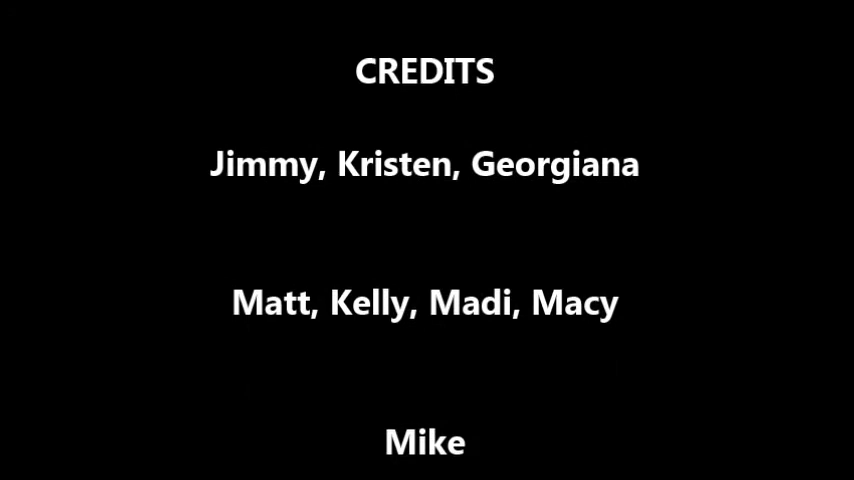 CREDITS
Jimmy, Kristen, Georgiana
Matt, Kelly, Madi, Macy
Mike